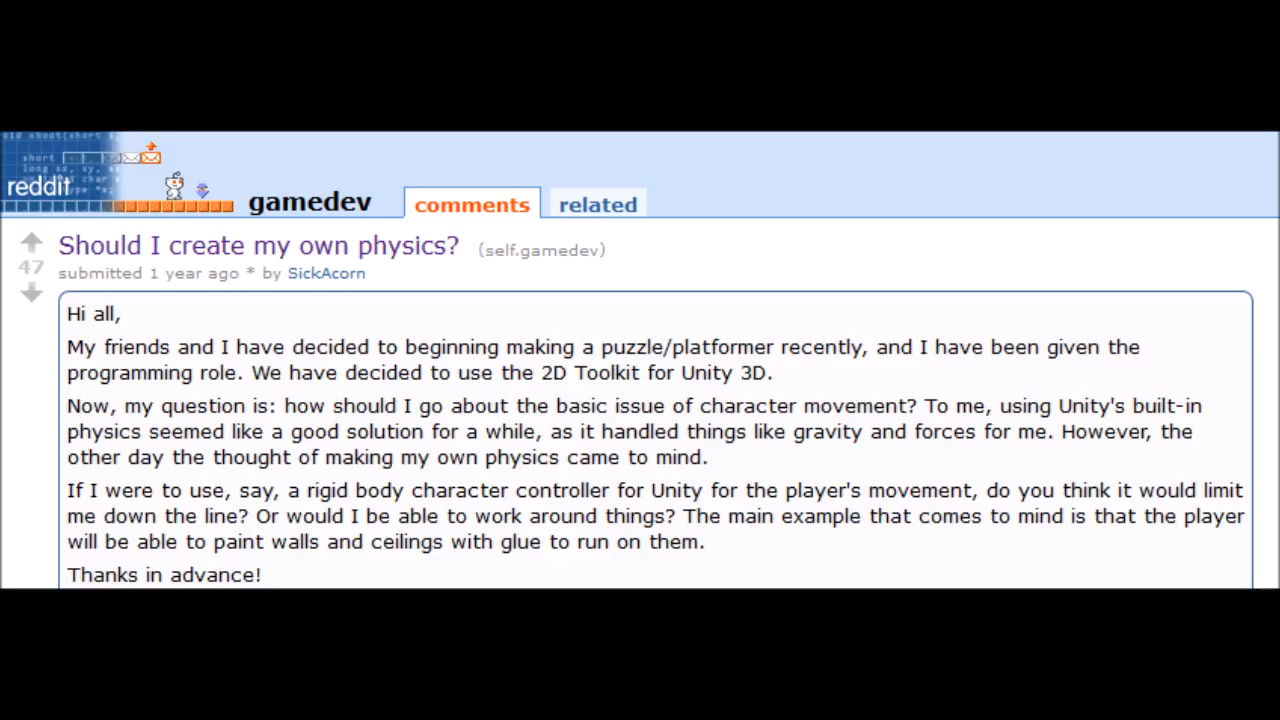 reddit
gamedev
comments
related
Should I create my own physics? (self.gamedev)
47
submitted 1 year ago * by SickAcorn
Hi all,
My friends and I have decided to beginning making a puzzle/platformer recently, and I have been given the
programming role. We have decided to use the 2D Toolkit for Unity 3D.
Now, my question is: how should I go about the basic issue of character movement? To me, using Unity's built-in
physics seemed like a good solution for a while, as it handled things like gravity and forces for me. However, the
other day the thought of making my own physics came to mind.
If I were to use, say, a rigid body character controller for Unity for the player's movement, do you think it would limit
me down the line? Or would I be able to work around things? The main example that comes to mind is that the player
will be able to paint walls and ceilings with glue to run on them.
Thanks in advance!